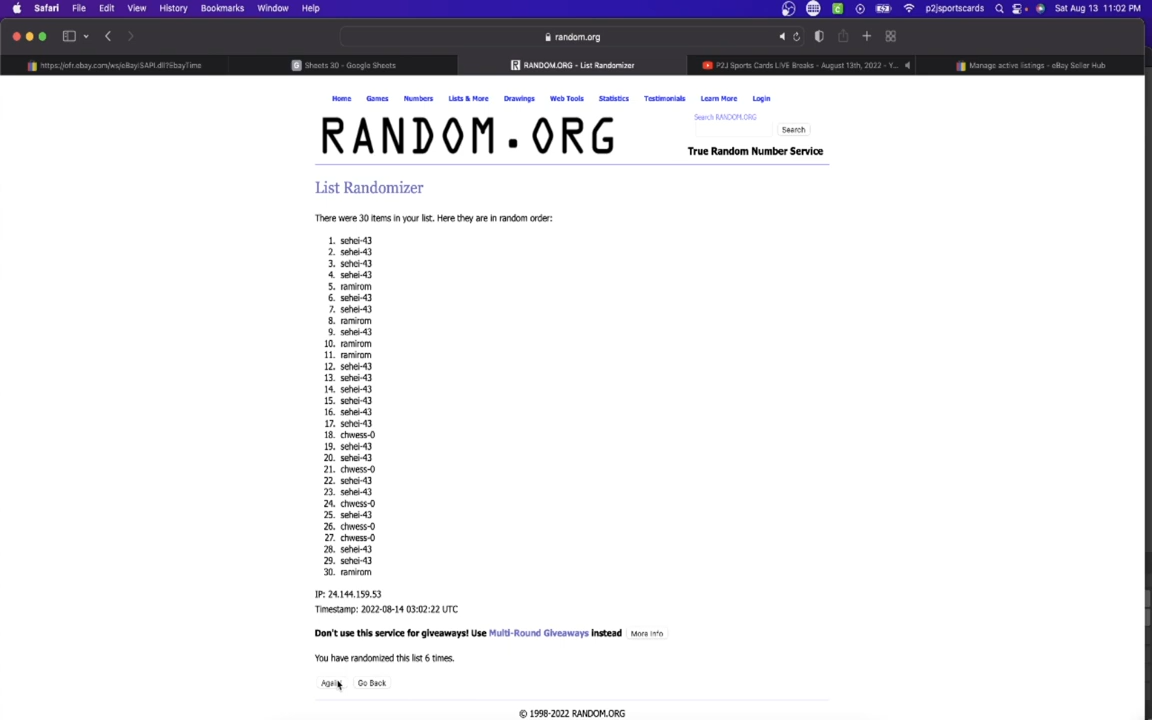 Safari File Edit View History Bookmarks Window Help p2jsportscards Sat Aug 13 11:02 PM
random.org
https://ofr.ebay.com/ws/eBayISAPI.dll?EbayTime Sheets 30 - Google Sheets RANDOM.ORG - List Randomizer P2J Sports Cards LIVE Breaks - August 13th, 2022 - Y... Manage active listings - eBay Seller Hub
Home Games Numbers Lists & More Drawings Web Tools Statistics Testimonials Learn More Login
RANDOM.ORG
Search RANDOM.ORG
Search
True Random Number Service
List Randomizer
There were 30 items in your list. Here they are in random order:
1. sehei-43
2. sehei-43
3. sehei-43
4. sehei-43
5. ramirom
6. sehei-43
7. sehei-43
8. ramirom
9. sehei-43
10. ramirom
11. ramirom
12. sehei-43
13. sehei-43
14. sehei-43
15. sehei-43
16. sehei-43
17. sehei-43
18. chwess-0
19. sehei-43
20. sehei-43
21. chwess-0
22. sehei-43
23. sehei-43
24. chwess-0
25. sehei-43
26. chwess-0
27. chwess-0
28. sehei-43
29. sehei-43
30. ramirom
IP: 24.144.159.53
Timestamp: 2022-08-14 03:02:22 UTC
Don't use this service for giveaways! Use Multi-Round Giveaways instead More Info
You have randomized this list 6 times.
Again! Go Back
© 1998-2022 RANDOM.ORG